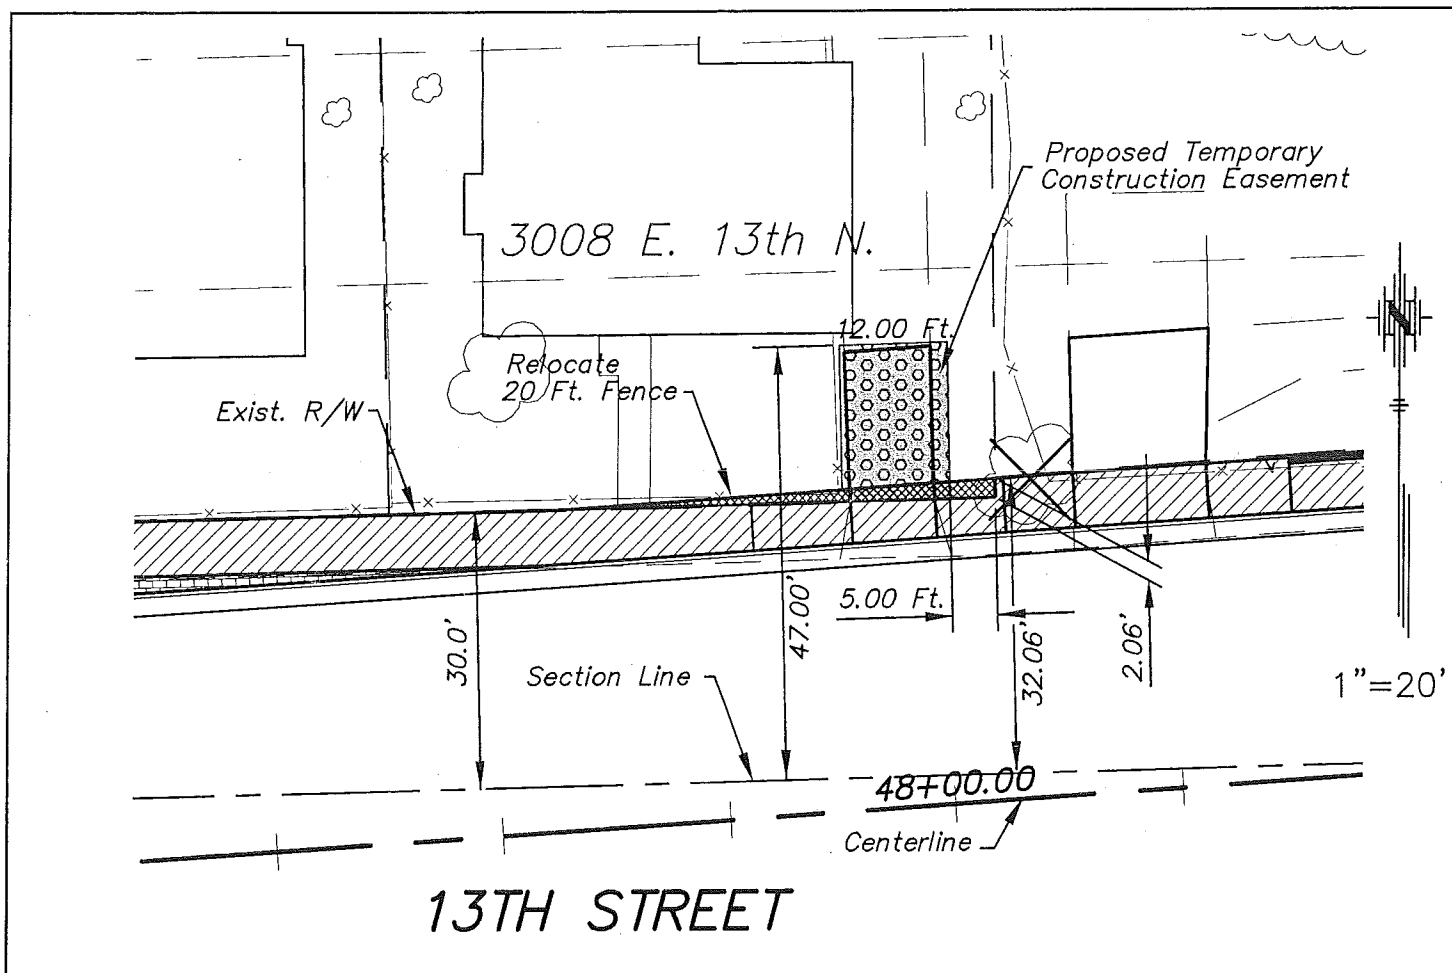 Proposed Temporary
Construction Easement
3008 E. 13th N.
12.00 Ft.
Relocate
20 Ft. Fence
Exist. R/W
N
30.0'
47.00'
5.00 Ft.
32.06'
2.06'
Section Line
1"=20'
48+00.00
Centerline
13TH STREET